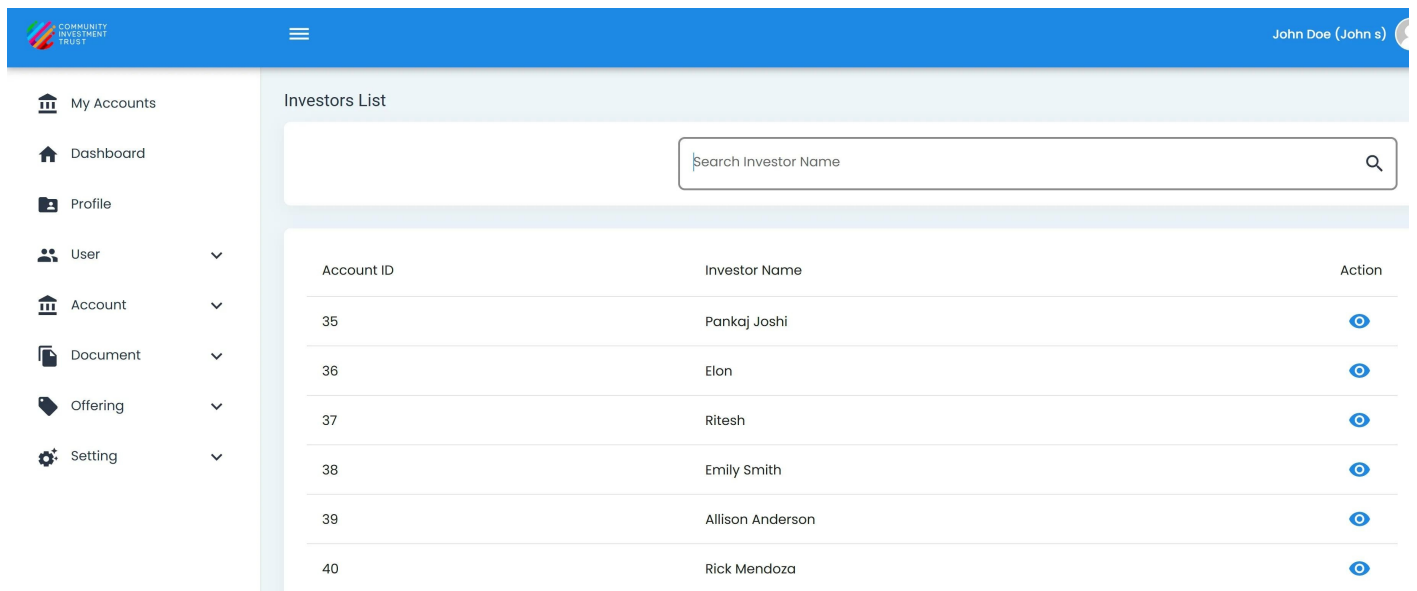 COMMUNITY
INVESTMENT
TRUST
John Doe (John s)
My Accounts
Dashboard
Profile
User
Account
Document
Offering
Setting
Investors List
Search Investor Name
Account ID Investor Name Action
35 Pankaj Joshi
36 Elon
37 Ritesh
38 Emily Smith
39 Allison Anderson
40 Rick Mendoza